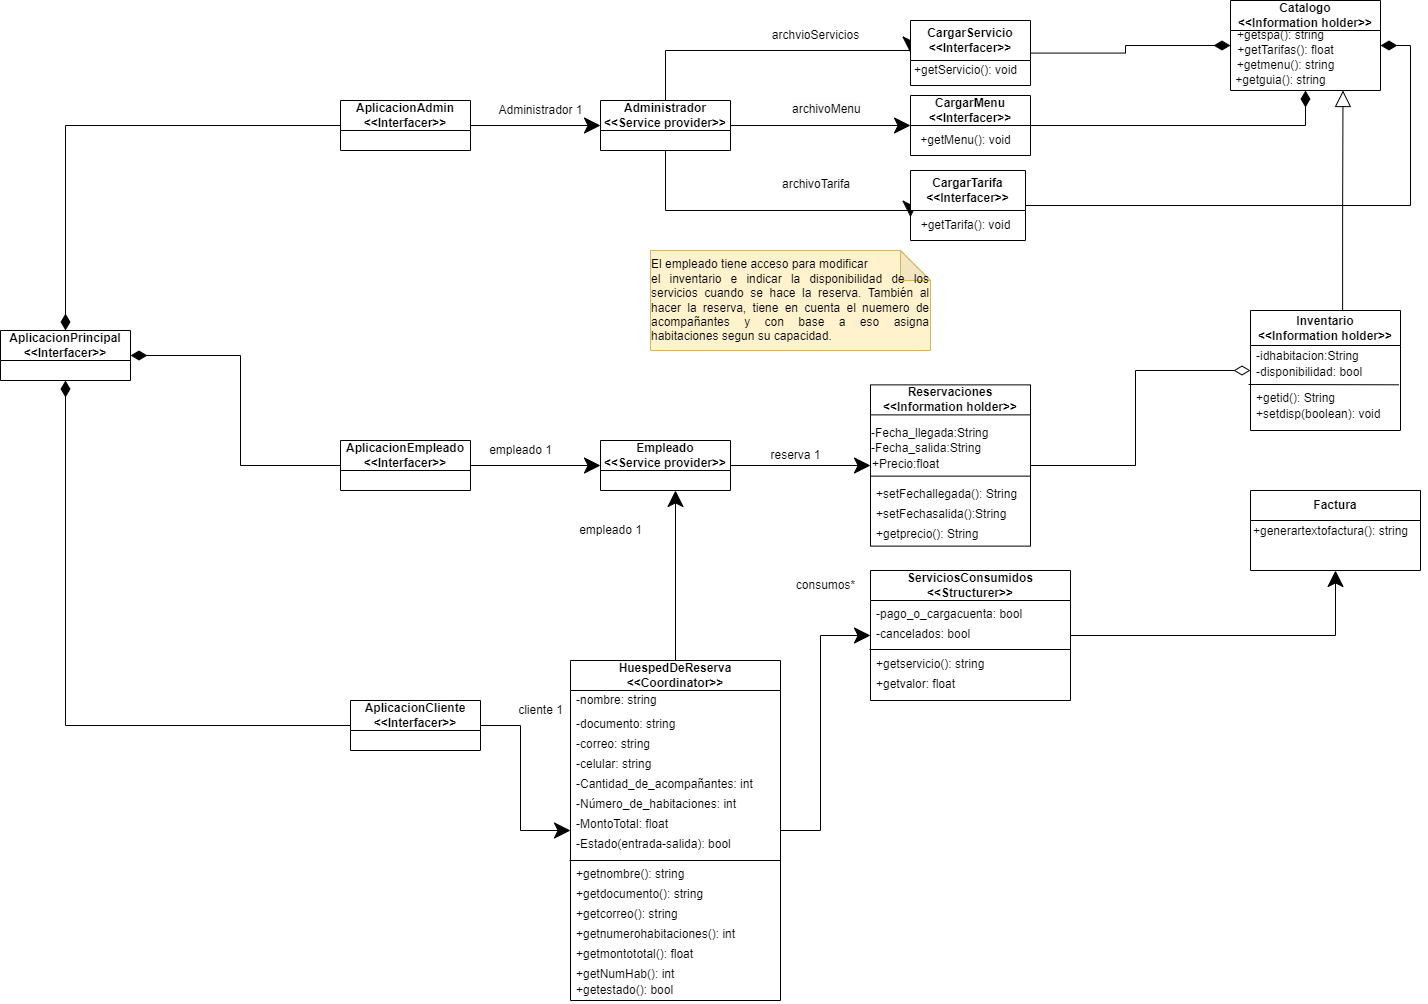 Catalogo
<<Information holder>>
+getspa(): string
+getTarifas(): float
+getmenu(): string
+getguia(): string
archvioServicios
CargarServicio
<<Interfacer>>
+getServicio(): void
AplicacionAdmin
<<Interfacer>>
Administrador 1
Administrador
<<Service provider>>
archivoMenu
CargarMenu
<<Interfacer>>
+getMenu(): void
archivoTarifa
CargarTarifa
<<Interfacer>>
+getTarifa(): void
El empleado tiene acceso para modificar
el inventario e indicar la disponibilidad de los
servicios cuando se hace la reserva. También al
hacer la reserva, tiene en cuenta el nuemero de
acompañantes y con base a eso asigna
habitaciones segun su capacidad.
AplicacionPrincipal
<<Interfacer>>
Inventario
<<Information holder>>
-idhabitacion:String
-disponibilidad: bool
+getid(): String
+setdisp(boolean): void
AplicacionEmpleado
<<Interfacer>>
empleado 1
Empleado
<<Service provider>>
reserva 1
Reservaciones
<<Information holder>>
-Fecha_llegada:String
-Fecha_salida:String
+Precio:float
+setFechallegada(): String
+setFechasalida():String
+getprecio(): String
Factura
+generartextofactura(): string
empleado 1
consumos*
ServiciosConsumidos
<<Structurer>>
-pago_o_cargacuenta: bool
-cancelados: bool
+getservicio(): string
+getvalor: float
AplicacionCliente
<<Interfacer>>
cliente 1
HuespedDeReserva
<<Coordinator>>
-nombre: string
-documento: string
-correo: string
-celular: string
-Cantidad_de_acompañantes: int
-Número_de_habitaciones: int
-MontoTotal: float
-Estado(entrada-salida): bool
+getnombre(): string
+getdocumento(): string
+getcorreo(): string
+getnumerohabitaciones(): int
+getmontototal(): float
+getNumHab(): int
+getestado(): bool